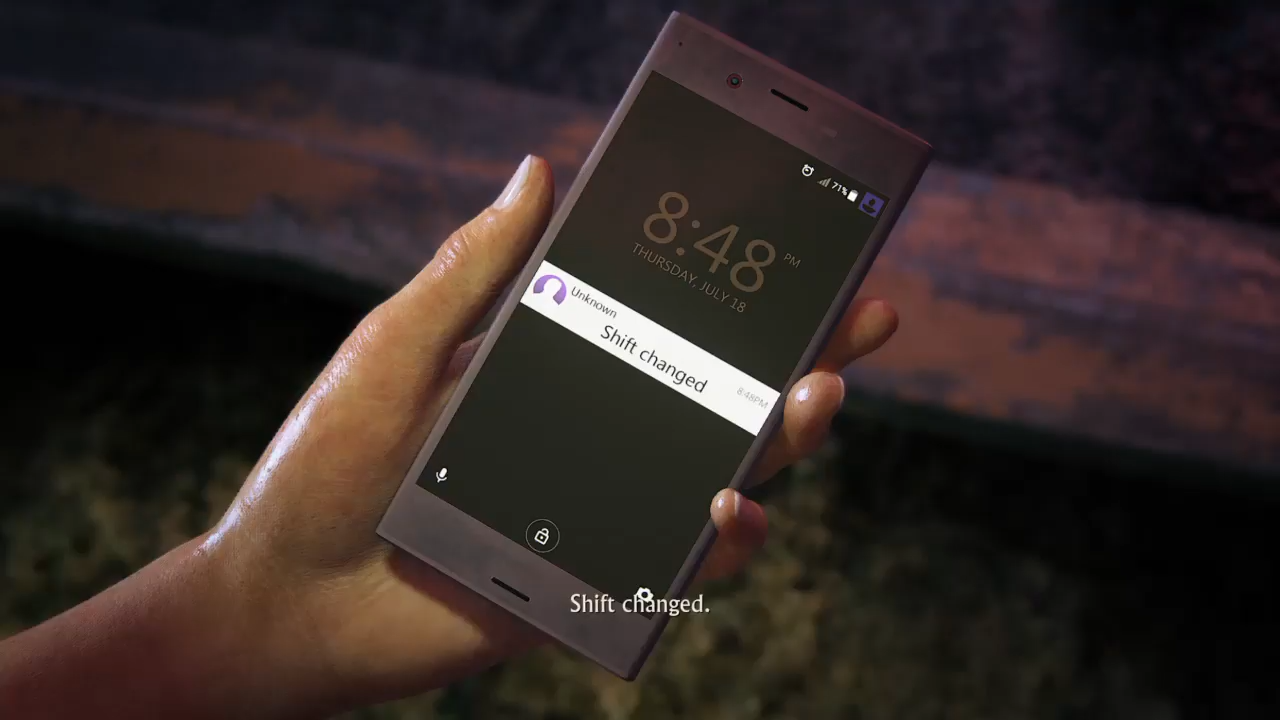 71%
8:48 PM
THURSDAY, JULY 18
Unknown
Shift changed
8:48PM
Shift changed.